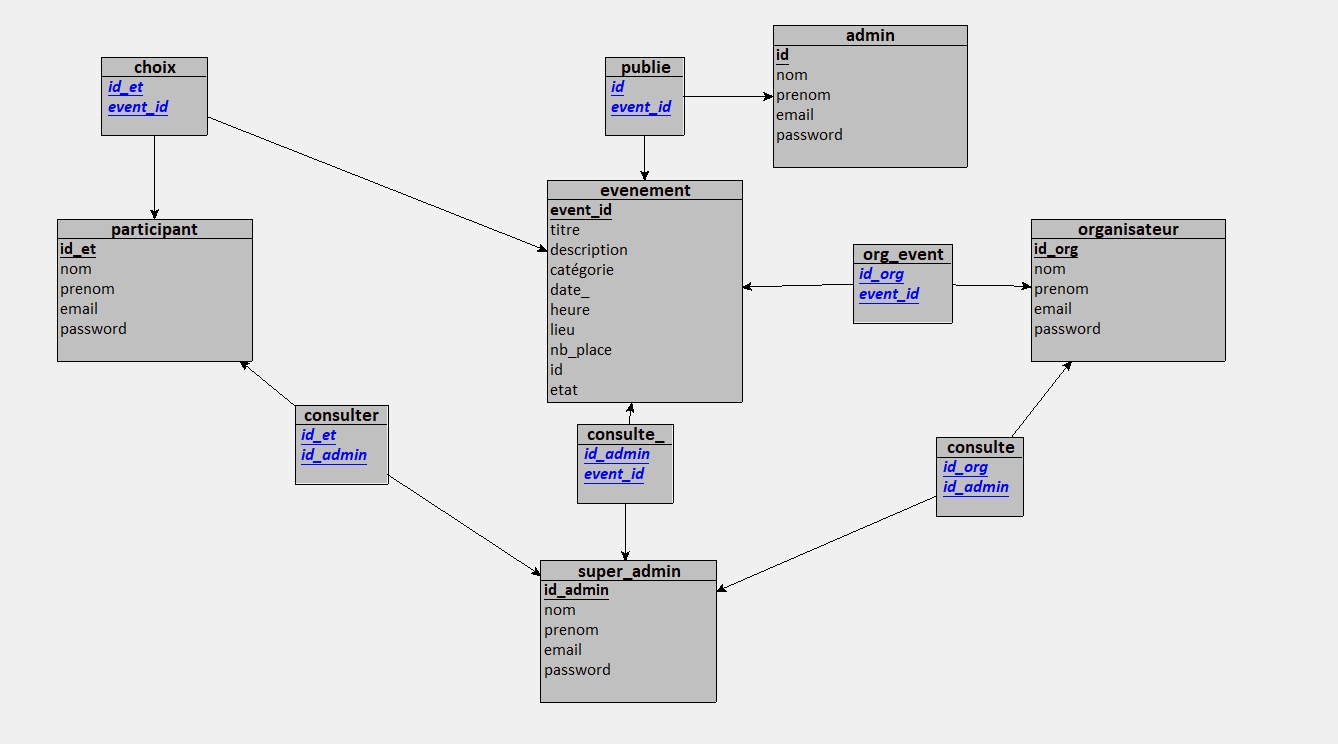 admin
id
nom
prenom
email
password
choix
id_et
event_id
publie
id
event_id
evenement
event_id
titre
description
catégorie
date_
heure
lieu
nb_place
id
etat
participant
id_et
nom
prenom
email
password
org_event
id_org
event_id
organisateur
id_org
nom
prenom
email
password
consulter
id_et
id_admin
consulte_
id_admin
event_id
consulte
id_org
id_admin
super_admin
id_admin
nom
prenom
email
password